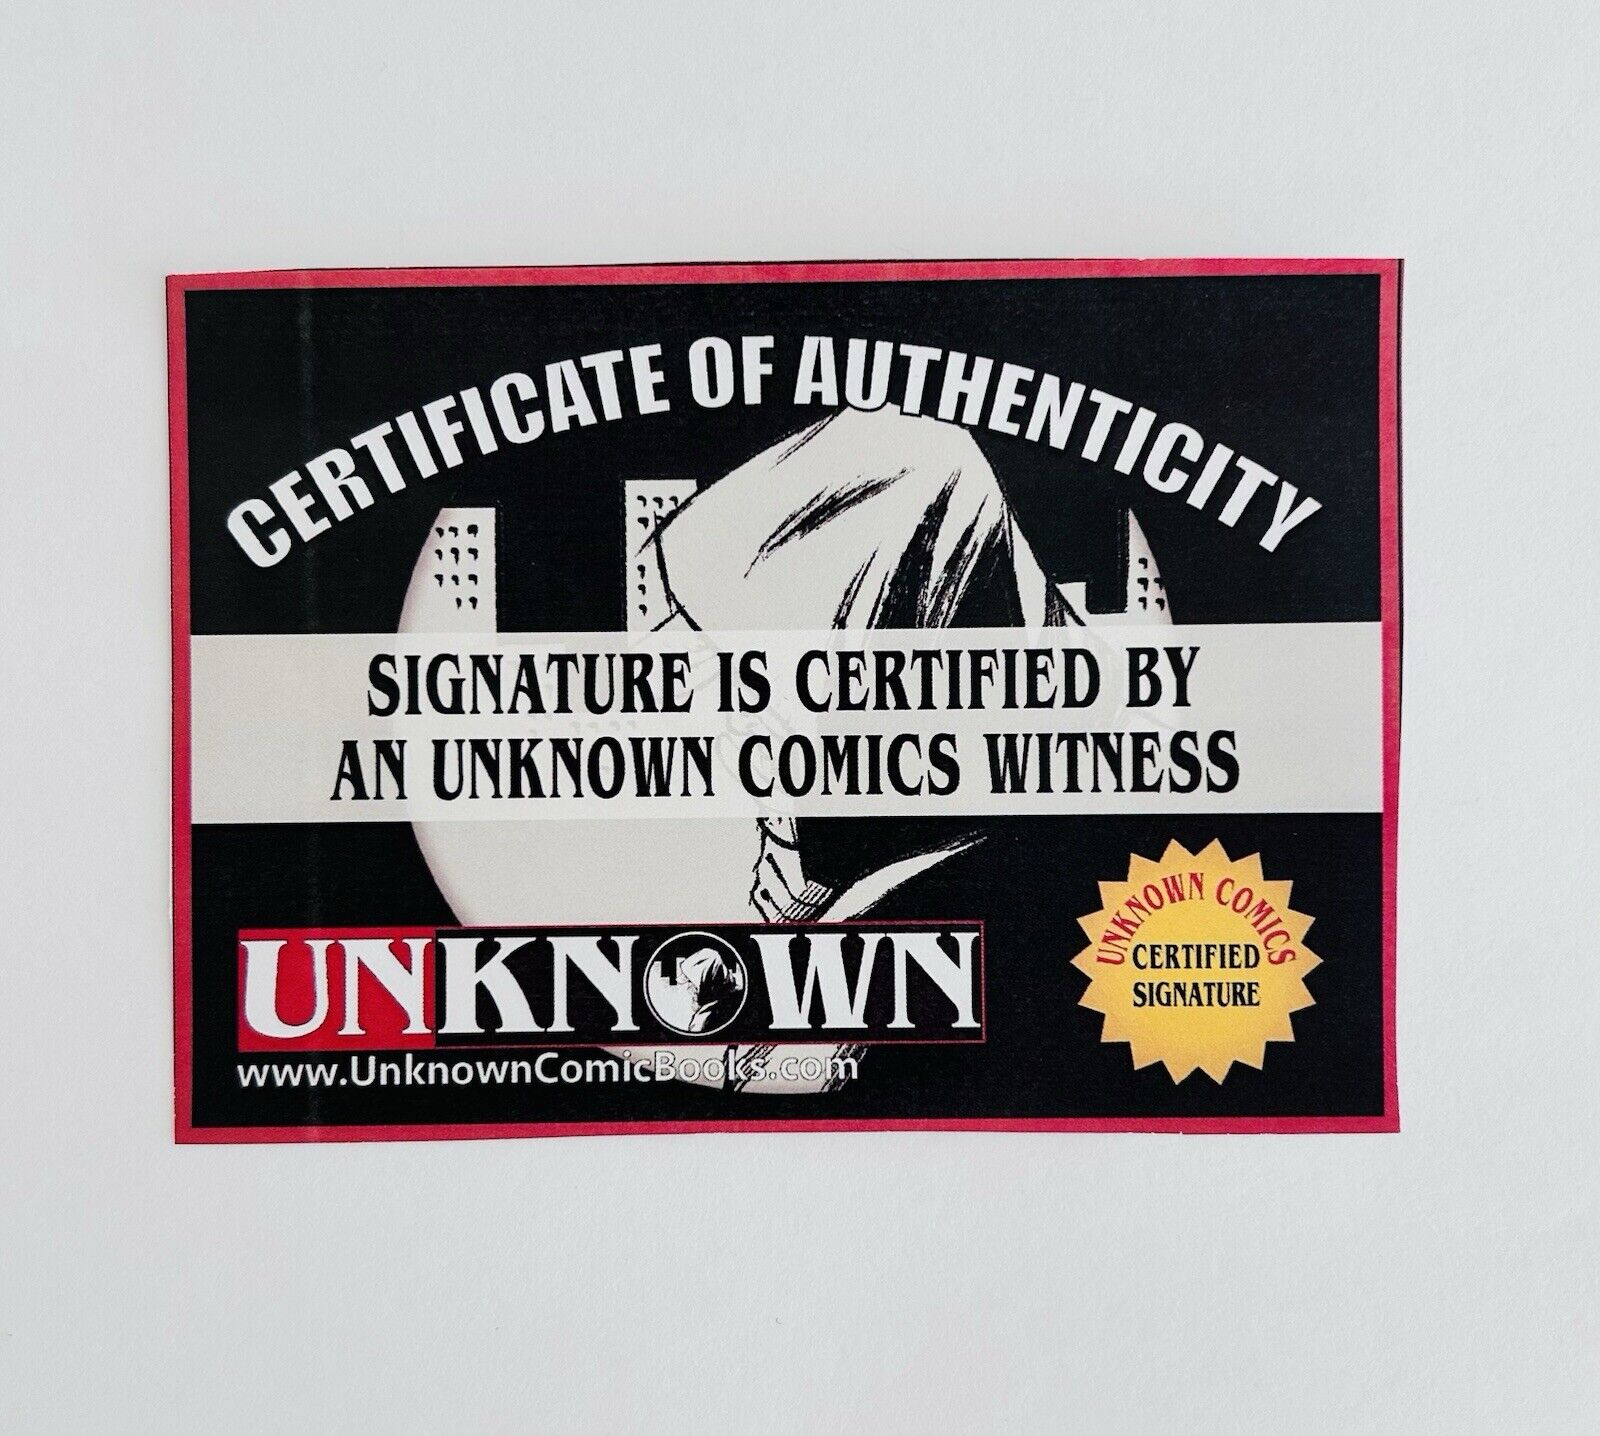 CERTIFICATE OF AUTHENTICITY
SIGNATURE IS CERTIFIED BY
AN UNKNOWN COMICS WITNESS
UNKNOWN
www.UnknownComicBooks.com
UNKNOWN COMICS
CERTIFIED
SIGNATURE